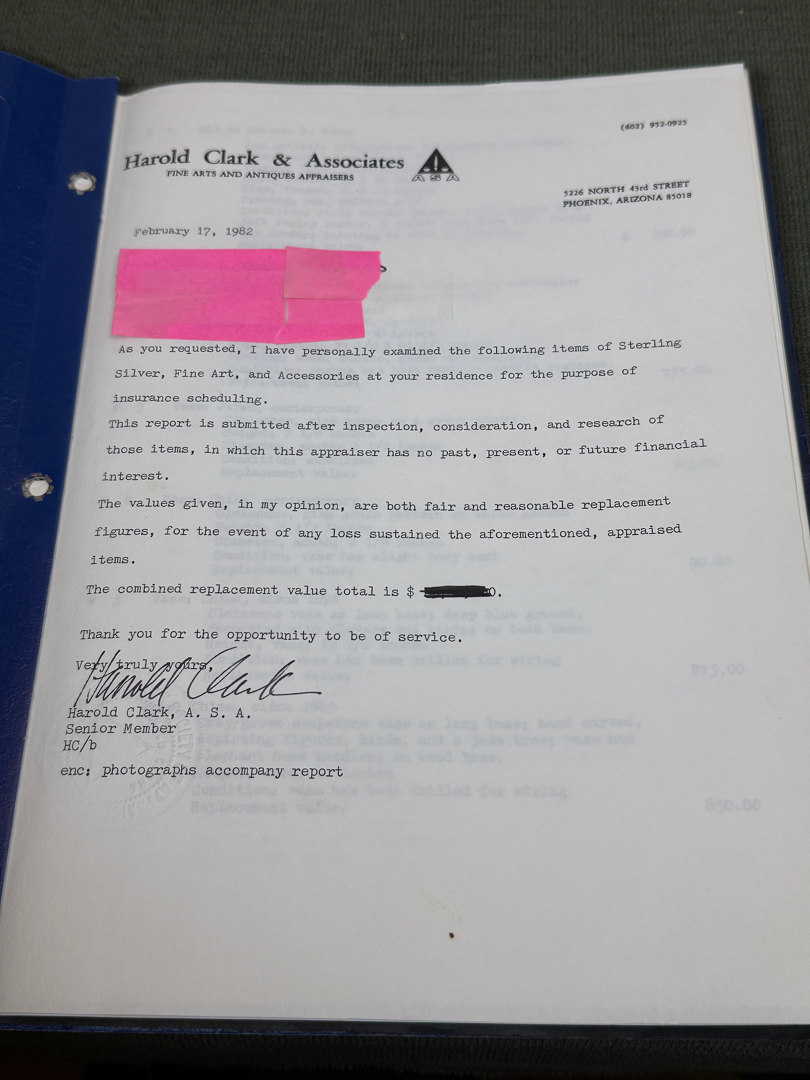 (602) 952-0925
Harold Clark & Associates
FINE ARTS AND ANTIQUES APPRAISERS
A S A
5226 NORTH 43rd STREET
PHOENIX, ARIZONA 85018
February 17, 1982
As you requested, I have personally examined the following items of Sterling
Silver, Fine Art, and Accessories at your residence for the purpose of
insurance scheduling.
This report is submitted after inspection, consideration, and research of
those items, in which this appraiser has no past, present, or future financial
interest.
The values given, in my opinion, are both fair and reasonable replacement
figures, for the event of any loss sustained the aforementioned, appraised
items.
The combined replacement value total is $ 0.
Thank you for the opportunity to be of service.
Very truly yours,
Harold Clark
Harold Clark, A. S. A.
Senior Member
HC/b
enc; photographs accompany report